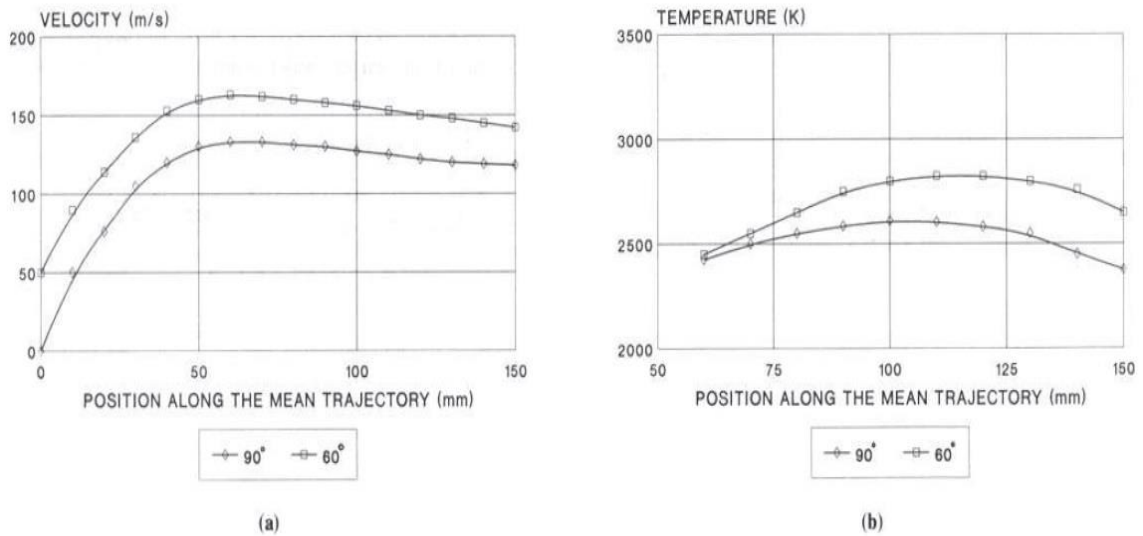 VELOCITY (m/s)
200
150
100
50
0
0 50 100 150
POSITION ALONG THE MEAN TRAJECTORY (mm)
90° 60°
(a)
TEMPERATURE (K)
3500
3000
2500
2000
50 75 100 125 150
POSITION ALONG THE MEAN TRAJECTORY (mm)
90° 60°
(b)